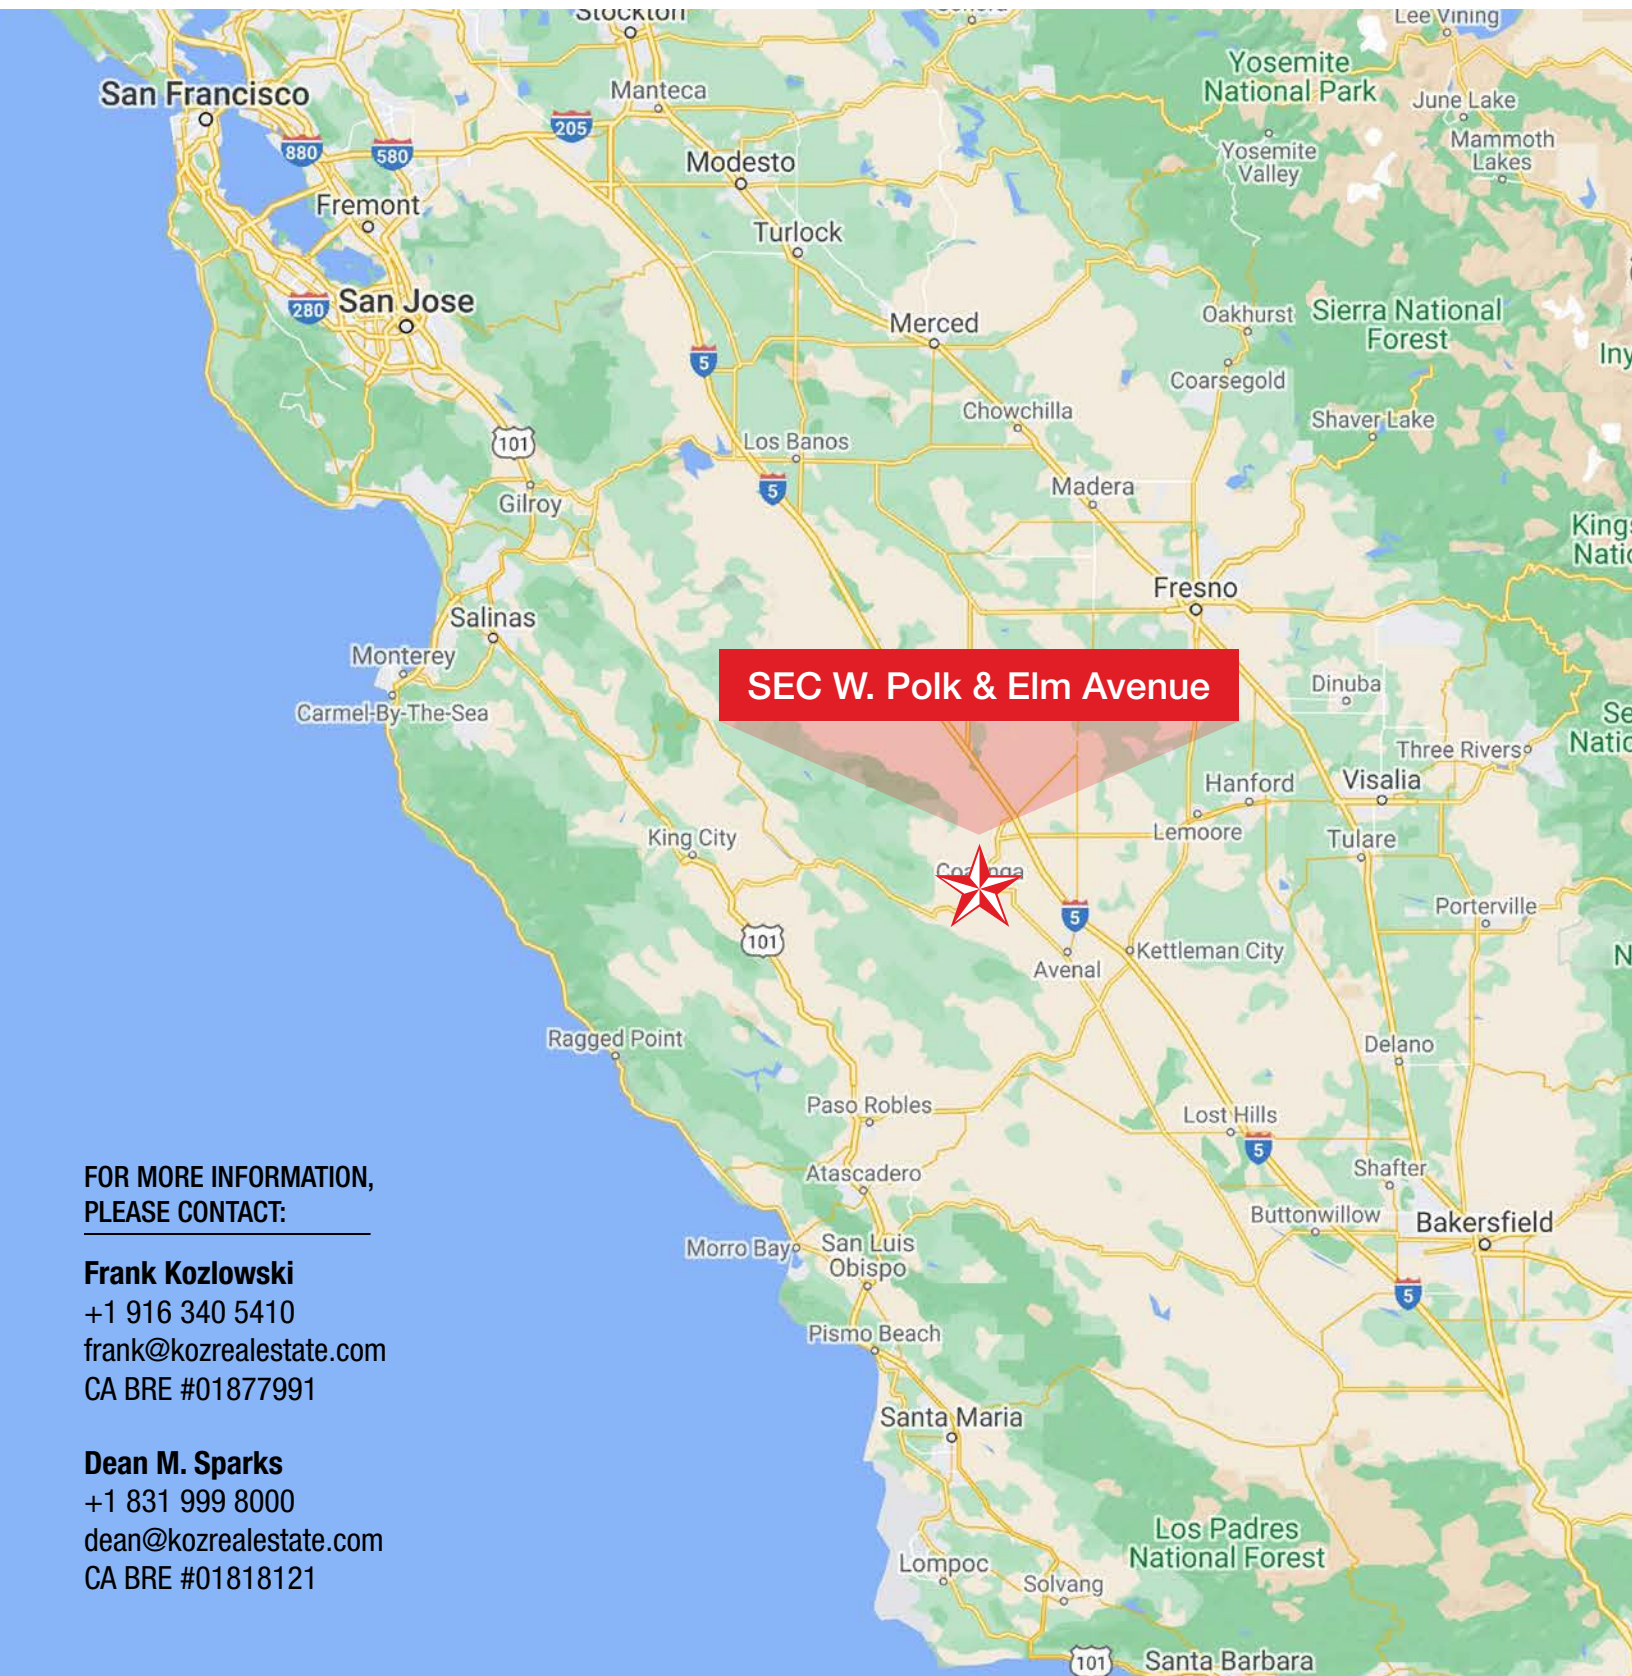 Stockton
Lee Vining
San Francisco
Manteca
Yosemite
National Park
June Lake
205
880
580
Modesto
Yosemite
Valley
Mammoth
Lakes
Fremont
Turlock
280
San Jose
Merced
Oakhurst
Sierra National
Forest
5
Coarsegold
Chowchilla
Shaver Lake
101
Los Banos
5
Madera
Gilroy
Fresno
Salinas
Monterey
SEC W. Polk & Elm Avenue
Dinuba
Carmel-By-The-Sea
Three Rivers
Hanford
Visalia
King City
Lemoore
Tulare
5
Porterville
101
Kettleman City
Avenal
Ragged Point
Delano
Paso Robles
Lost Hills
5
Atascadero
Shafter
Buttonwillow
Bakersfield
Morro Bay
San Luis
Obispo
5
Pismo Beach
Santa Maria
Los Padres
National Forest
Lompoc
Solvang
101
Santa Barbara
FOR MORE INFORMATION,
PLEASE CONTACT:
Frank Kozlowski
+1 916 340 5410
frank@kozrealestate.com
CA BRE #01877991
Dean M. Sparks
+1 831 999 8000
dean@kozrealestate.com
CA BRE #01818121